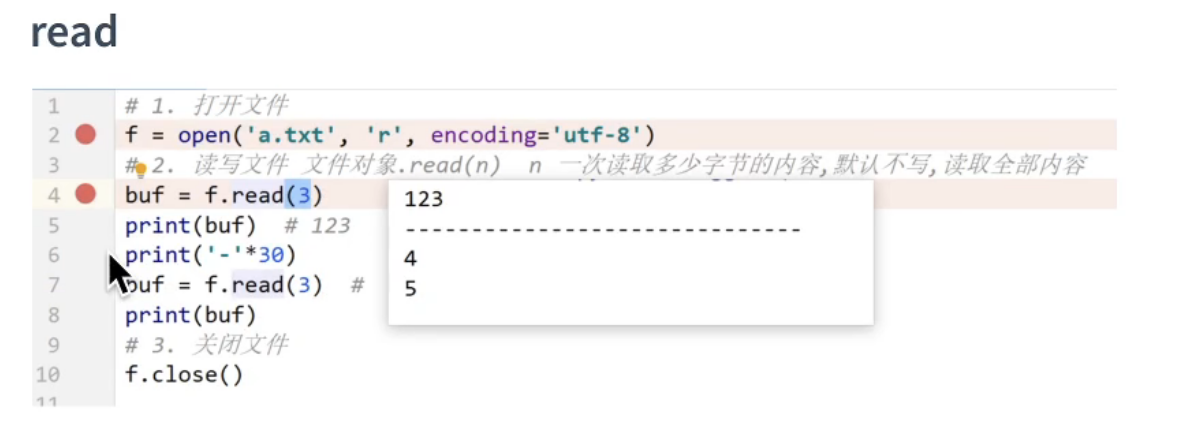 read
1 # 1. 打开文件
2 f = open('a.txt', 'r', encoding='utf-8')
3 # 2. 读写文件 文件对象.read(n) n 一次读取多少字节的内容,默认不写,读取全部内容
4 buf = f.read(3)
5 print(buf) # 123
6 print('-'*30)
7 buf = f.read(3) #
8 print(buf)
9 # 3. 关闭文件
10 f.close()
11
123
------------------------------
4
5